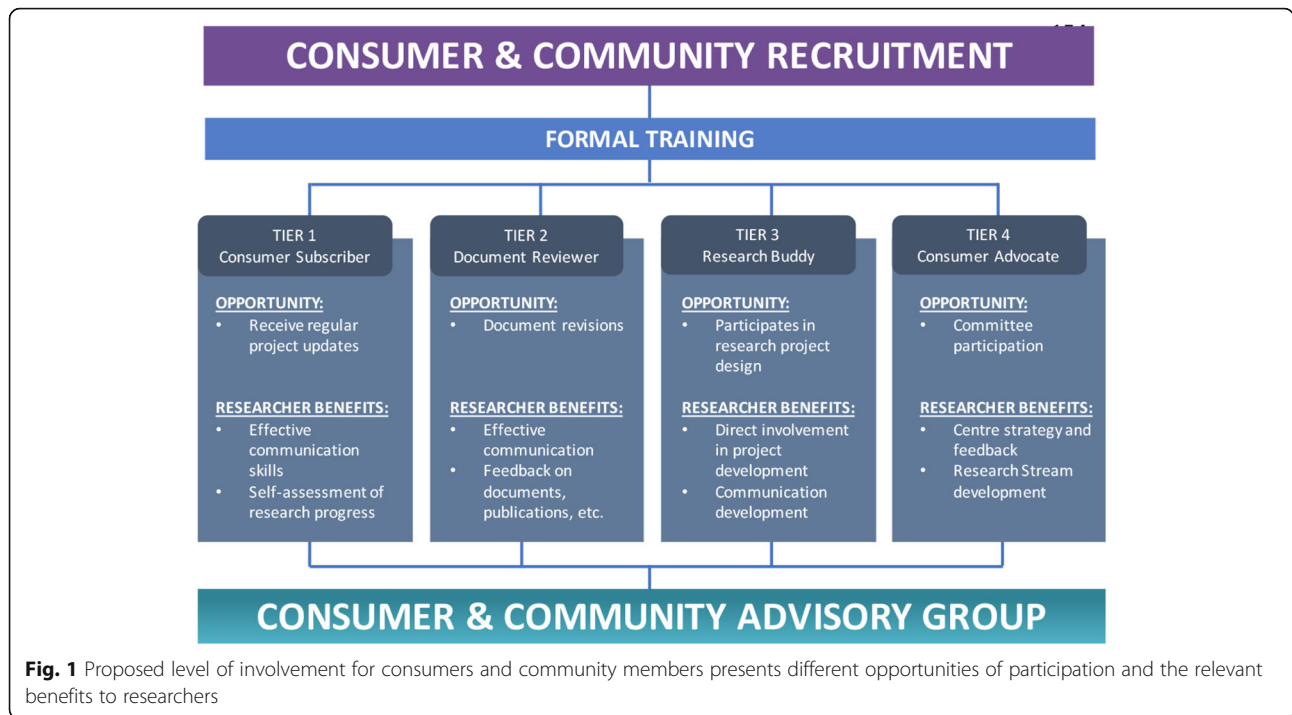 CONSUMER & COMMUNITY RECRUITMENT
FORMAL TRAINING
TIER 1
Consumer Subscriber
OPPORTUNITY:
• Receive regular
project updates
RESEARCHER BENEFITS:
• Effective
communication
skills
• Self-assessment of
research progress
TIER 2
Document Reviewer
OPPORTUNITY:
• Document revisions
RESEARCHER BENEFITS:
• Effective
communication
• Feedback on
documents,
publications, etc.
TIER 3
Research Buddy
OPPORTUNITY:
• Participates in
research project
design
RESEARCHER BENEFITS:
• Direct involvement
in project
development
• Communication
development
TIER 4
Consumer Advocate
OPPORTUNITY:
• Committee
participation
RESEARCHER BENEFITS:
• Centre strategy and
feedback
• Research Stream
development
CONSUMER & COMMUNITY ADVISORY GROUP
Fig. 1 Proposed level of involvement for consumers and community members presents different opportunities of participation and the relevant
benefits to researchers